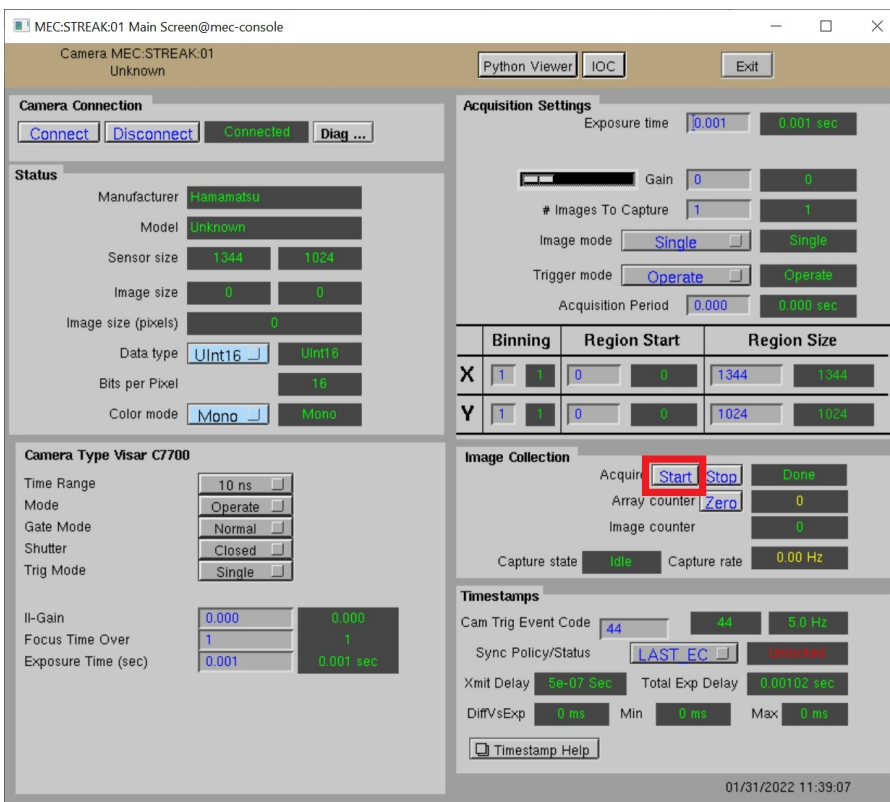 MEC:STREAK:01 Main Screen@mec-console
Camera MEC:STREAK:01
Unknown
Python Viewer IOC Exit
Camera Connection
Connect Disconnect Connected Diag ...
Status
Manufacturer Hamamatsu
Model Unknown
Sensor size 1344 1024
Image size 0 0
Image size (pixels) 0
Data type UInt16 UInt16
Bits per Pixel 16
Color mode Mono Mono
Camera Type Visar C7700
Time Range 10 ns
Mode Operate
Gate Mode Normal
Shutter Closed
Trig Mode Single
II-Gain 0.000 0.000
Focus Time Over 1 1
Exposure Time (sec) 0.001 0.001 sec
Acquisition Settings
Exposure time 0.001 0.001 sec
Gain 0 0
# Images To Capture 1 1
Image mode Single Single
Trigger mode Operate Operate
Acquisition Period 0.000 0.000 sec
Binning Region Start Region Size
X 1 1 0 0 1344 1344
Y 1 1 0 0 1024 1024
Image Collection
Acquire Start Stop Done
Array counter Zero 0
Image counter 0
Capture state Idle Capture rate 0.00 Hz
Timestamps
Cam Trig Event Code 44 44 5.0 Hz
Sync Policy/Status LAST_EC Unlocked
Xmit Delay 5e-07 Sec Total Exp Delay 0.00102 sec
DiffVsExp 0 ms Min 0 ms Max 0 ms
Timestamp Help
01/31/2022 11:39:07